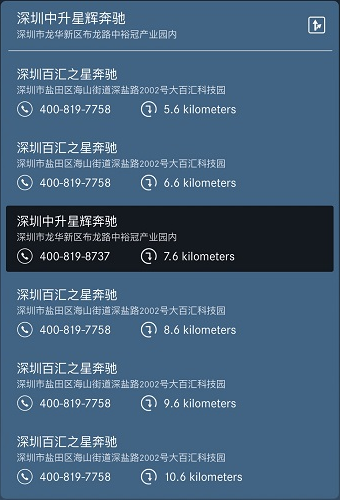 深圳中升星辉奔驰
深圳市龙华新区布龙路中裕冠产业园内
深圳百汇之星奔驰
深圳市盐田区海山街道深盐路2002号大百汇科技园
400-819-7758 5.6 kilometers
深圳百汇之星奔驰
深圳市盐田区海山街道深盐路2002号大百汇科技园
400-819-7758 6.6 kilometers
深圳中升星辉奔驰
深圳市龙华新区布龙路中裕冠产业园内
400-819-8737 7.6 kilometers
深圳百汇之星奔驰
深圳市盐田区海山街道深盐路2002号大百汇科技园
400-819-7758 8.6 kilometers
深圳百汇之星奔驰
深圳市盐田区海山街道深盐路2002号大百汇科技园
400-819-7758 9.6 kilometers
深圳百汇之星奔驰
深圳市盐田区海山街道深盐路2002号大百汇科技园
400-819-7758 10.6 kilometers